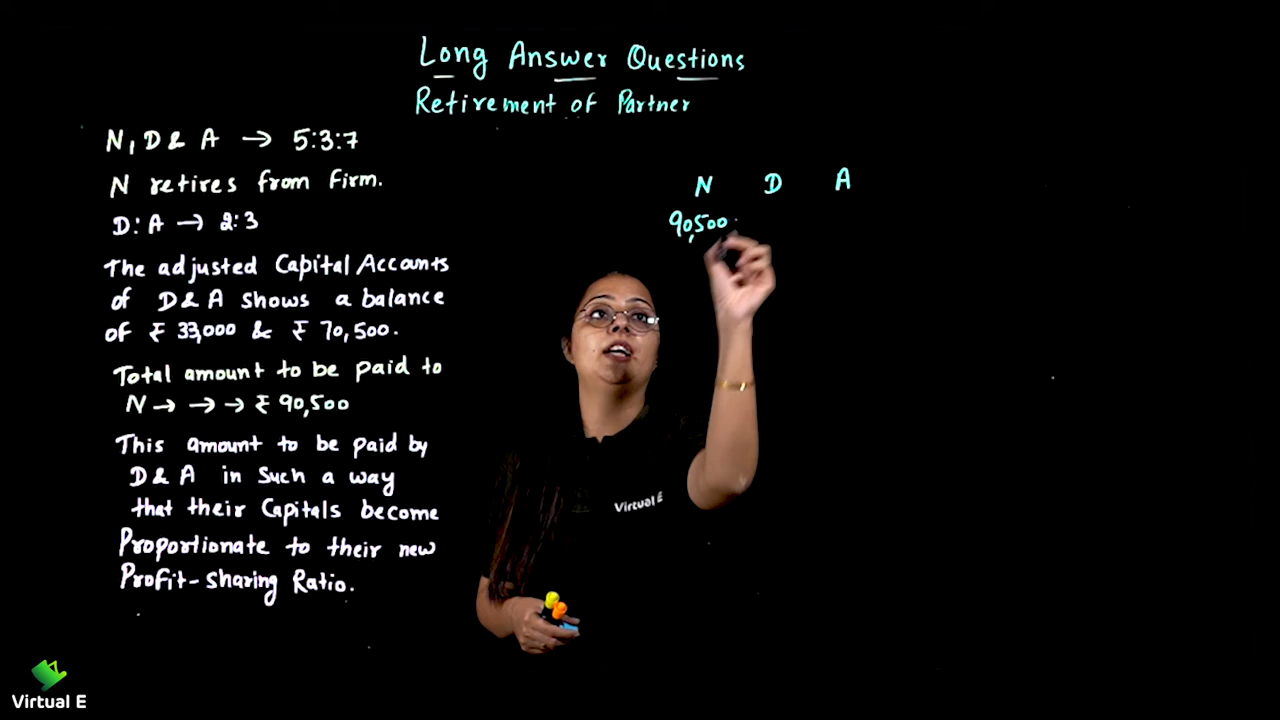 Long Answer Questions
Retirement of Partner
N, D & A → 5:3:7
N retires from firm.
D:A → 2:3
The adjusted Capital Accounts
of D & A shows a balance
of ₹ 33,000 & ₹ 70,500.
Total amount to be paid to
N → → → ₹ 90,500
This amount to be paid by
D & A in such a way
that their Capitals become
Proportionate to their new
Profit-sharing Ratio.
N D A
90,500
Virtual E
Virtual E